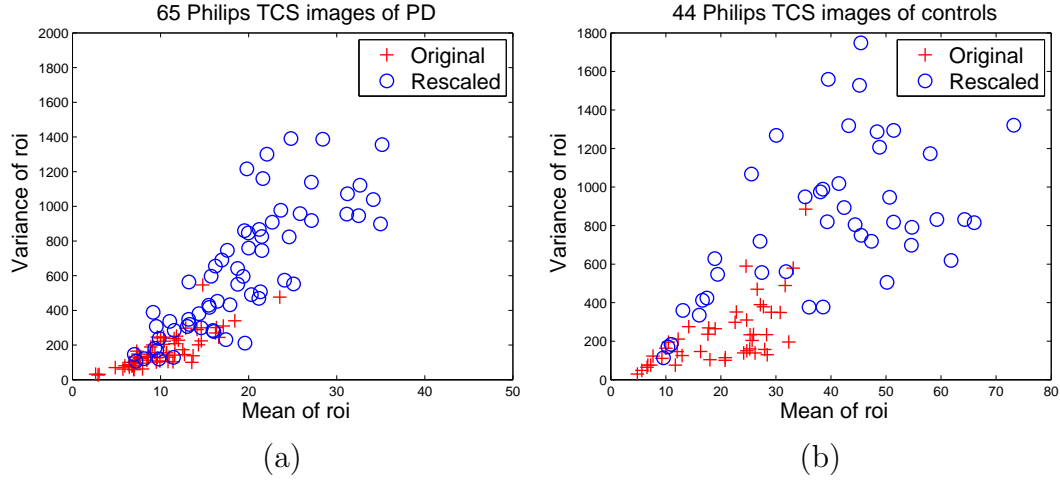 65 Philips TCS images of PD
2000
1800
1600
1400
1200
1000
800
600
400
200
0
Variance of roi
Original
Rescaled
0 10 20 30 40 50
Mean of roi
(a)
44 Philips TCS images of controls
1800
1600
1400
1200
1000
800
600
400
200
0
Variance of roi
Original
Rescaled
0 10 20 30 40 50 60 70 80
Mean of roi
(b)